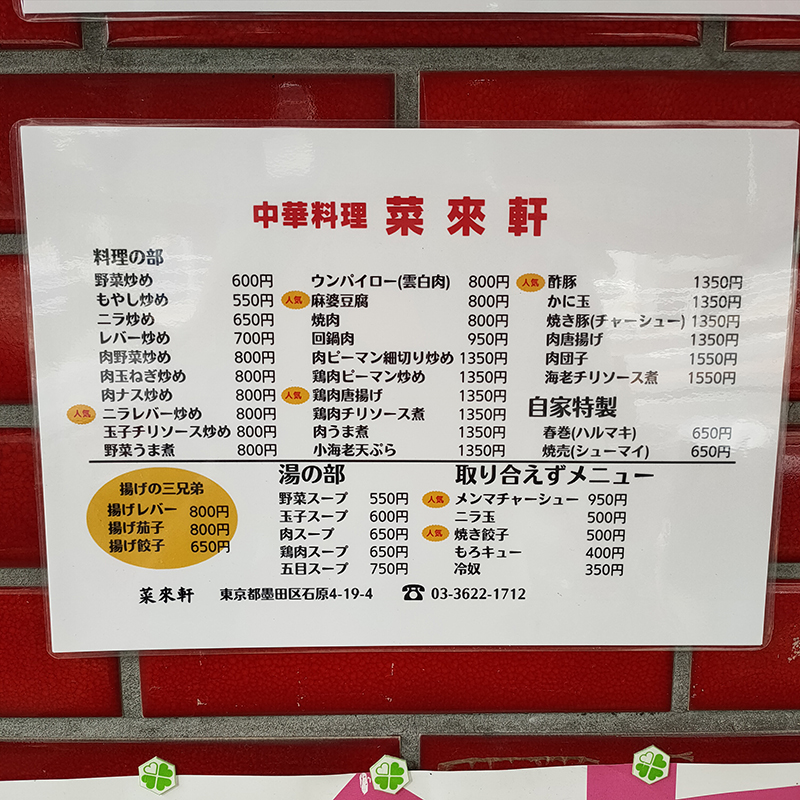 中華料理 菜來軒
料理の部
野菜炒め 600円
もやし炒め 550円
ニラ炒め 650円
レバー炒め 700円
肉野菜炒め 800円
肉玉ねぎ炒め 800円
肉ナス炒め 800円
人気 ニラレバー炒め 800円
玉子チリソース炒め 800円
野菜うま煮 800円
ウンパイロー(雲白肉) 800円
人気 麻婆豆腐 800円
焼肉 800円
回鍋肉 950円
肉ピーマン細切り炒め 1350円
鶏肉ピーマン炒め 1350円
人気 鶏肉唐揚げ 1350円
鶏肉チリソース煮 1350円
肉うま煮 1350円
小海老天ぷら 1350円
人気 酢豚 1350円
かに玉 1350円
焼き豚(チャーシュー) 1350円
肉唐揚げ 1350円
肉団子 1550円
海老チリソース煮 1550円
自家特製
春巻(ハルマキ) 650円
焼売(シューマイ) 650円
揚げの三兄弟
揚げレバー 800円
揚げ茄子 800円
揚げ餃子 650円
湯の部
野菜スープ 550円
玉子スープ 600円
肉スープ 650円
鶏肉スープ 650円
五目スープ 750円
取り合えずメニュー
人気 メンマチャーシュー 950円
ニラ玉 500円
人気 焼き餃子 500円
もろキュー 400円
冷奴 350円
菜來軒 東京都墨田区石原4-19-4 ☎ 03-3622-1712